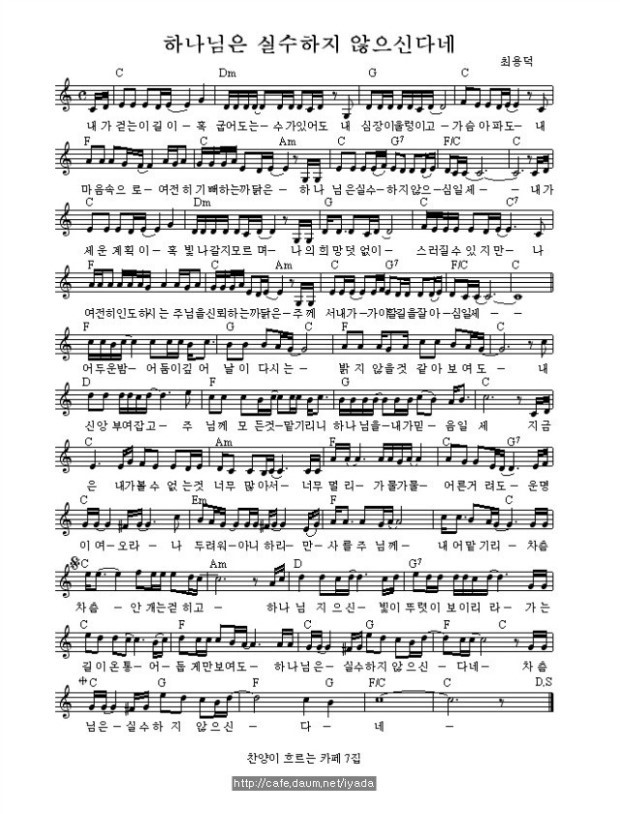 하나님은 실수하지 않으신다네
최용덕
C Dm G C
내 가 걷는이 길 이 - 혹 굽어도는 - 수 가있어도 내 심장이울렁이고 - 가슴 아 파도 - 내
F C Am C G7 F/C C
마음속으 로 - 여전히 기 뻐하는까 닭은 - 하 나 님 은실수 - 하지않으 - 심일 세 - - 내가
C Dm G C C7
세 운 계획 이 - 혹 빛 나갈지모르 며 - 나의 희 망 덧 없이 - 스러질수 있 지만 - 나
F C Am C G7 F/C C
여전히인도하시 는 주님을신뢰하는까닭은 - 주께 서내가 - 가야할길을잘아 - 심일세 -
F G C F G C
어 두운밤 - 어 둠이깊 어 날 이 다시 는 - 밝 지 않을것 같 아 보여 도 - 내
D F C F G C
신앙 부여잡고 - 주 님께 모 든것 - 맡기리니 하나님을 - 내가믿 - 음일 세 지금
C G Am C G7
은 내가볼 수 없 는것 너무 많 아서 - 너무 멀 리 - 가 물가물 - 어른거 려도 - 운명
C Em F C G C
이 여 - 오라 - 나 두려워 - 아니 하리 - 만 - 사 를 주 님께 - 내 어 맡기 리 - 차츰
C Am Dm G G7
차츰 - 안 개는걷 히고 - 하나 님 지 으신 - 빛이 뚜렷이 보이리 라 - 가 는
C F C F G C
길 이 온 통 - 어 - 둡 게만보여도 - 하나님은 - 실수하지 않으 신 - 다네 - 차츰
C G F G F F/C C D.S
님은 - 실수하 지 않으신 - 다 - 네 -
찬양이 흐르는 카페 7집
http://cafe.daum.net/iyada